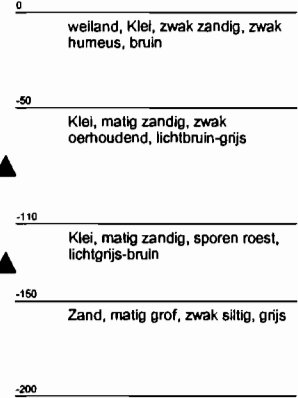 0
weiland, Klei, zwak zandig, zwak
humeus, bruin
-50
Klei, matig zandig, zwak
oerhoudend, lichtbruin-grijs
-110
Klei, matig zandig, sporen roest,
lichtgrijs-bruin
-150
Zand, matig grof, zwak siltig, grijs
-200